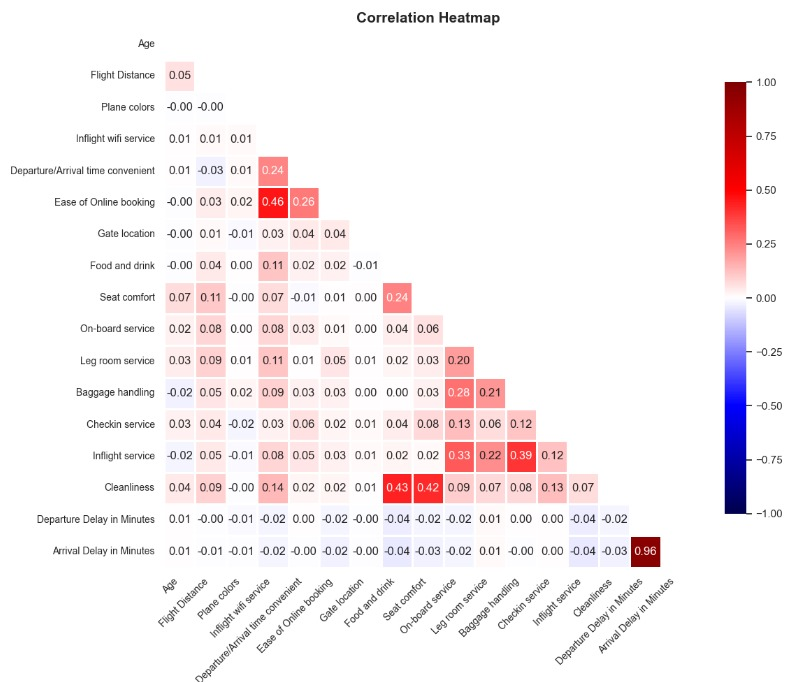 Correlation Heatmap
Age
Flight Distance 0.05
Plane colors -0.00 -0.00
Inflight wifi service 0.01 0.01 0.01
Departure/Arrival time convenient 0.01 -0.03 0.01 0.24
Ease of Online booking -0.00 0.03 0.02 0.46 0.26
Gate location -0.00 0.01 -0.01 0.03 0.04 0.04
Food and drink -0.00 0.04 0.00 0.11 0.02 0.02 -0.01
Seat comfort 0.07 0.11 -0.00 0.07 -0.01 0.01 0.00 0.24
On-board service 0.02 0.08 0.00 0.08 0.03 0.01 0.00 0.04 0.06
Leg room service 0.03 0.09 0.01 0.11 0.01 0.05 0.01 0.02 0.03 0.20
Baggage handling -0.02 0.05 0.02 0.09 0.03 0.03 0.00 0.00 0.03 0.28 0.21
Checkin service 0.03 0.04 -0.02 0.03 0.06 0.02 0.01 0.04 0.08 0.13 0.06 0.12
Inflight service -0.02 0.05 -0.01 0.08 0.05 0.03 0.01 0.02 0.02 0.33 0.22 0.39 0.12
Cleanliness 0.04 0.09 -0.00 0.14 0.02 0.02 0.01 0.43 0.42 0.09 0.07 0.08 0.13 0.07
Departure Delay in Minutes 0.01 -0.00 -0.01 -0.02 0.00 -0.02 -0.00 -0.04 -0.02 -0.02 0.01 0.00 0.00 -0.04 -0.02
Arrival Delay in Minutes 0.01 -0.01 -0.01 -0.02 -0.00 -0.02 -0.00 -0.04 -0.03 -0.02 0.01 -0.00 0.00 -0.04 -0.03 0.96
Age
Flight Distance
Plane colors
Inflight wifi service
Departure/Arrival time convenient
Ease of Online booking
Gate location
Food and drink
Seat comfort
On-board service
Leg room service
Baggage handling
Checkin service
Inflight service
Cleanliness
Departure Delay in Minutes
Arrival Delay in Minutes
1.00
0.75
0.50
0.25
0.00
−0.25
−0.50
−0.75
−1.00